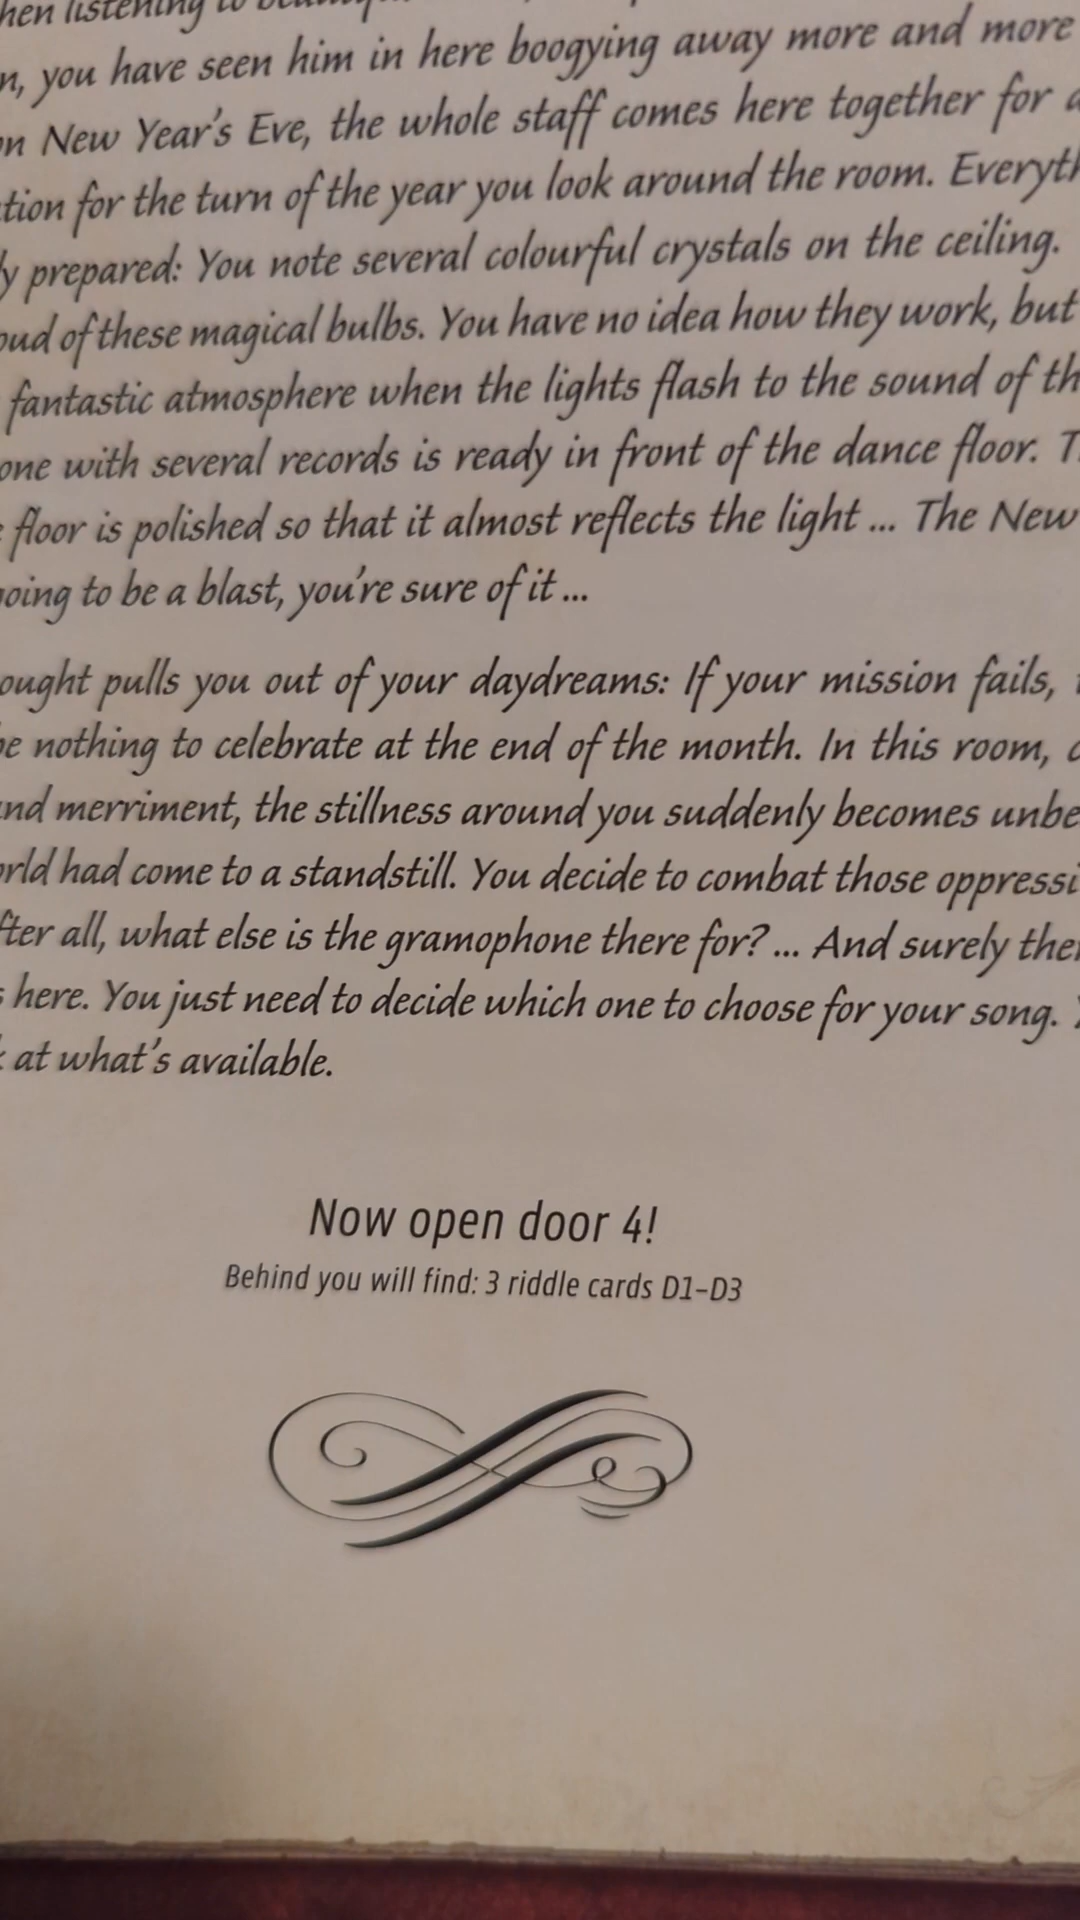 listening to
n, you have seen him in here boogying away more and more
on New Year's Eve, the whole staff comes here together for a
tion for the turn of the year you look around the room. Everyth
ly prepared: You note several colourful crystals on the ceiling.
oud of these magical bulbs. You have no idea how they work, but
fantastic atmosphere when the lights flash to the sound of th
one with several records is ready in front of the dance floor. T
floor is polished so that it almost reflects the light ... The New
going to be a blast, you're sure of it ...
ought pulls you out of your daydreams: If your mission fails,
be nothing to celebrate at the end of the month. In this room,
and merriment, the stillness around you suddenly becomes unbe
orld had come to a standstill. You decide to combat those oppressi
fter all, what else is the gramophone there for? ... And surely ther
s here. You just need to decide which one to choose for your song.
k at what's available.
Now open door 4!
Behind you will find: 3 riddle cards D1–D3